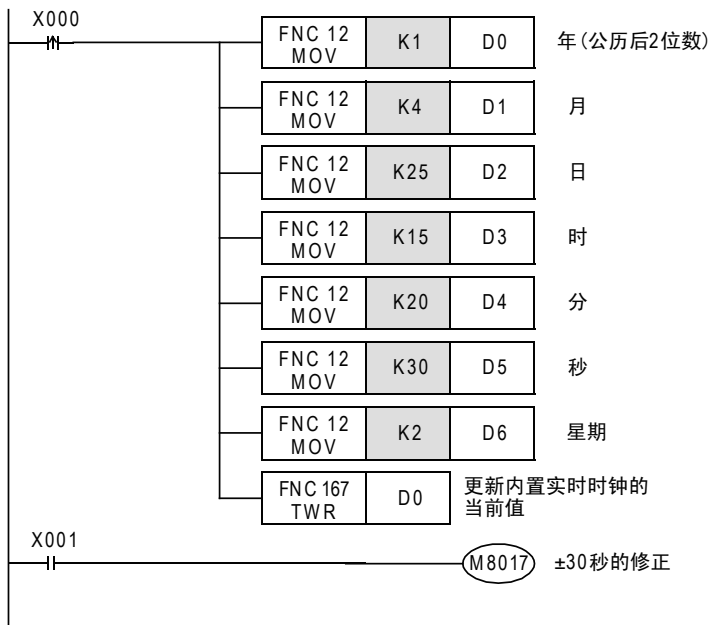 X000
FNC 12 MOV K1 D0 年(公历后2位数)
FNC 12 MOV K4 D1 月
FNC 12 MOV K25 D2 日
FNC 12 MOV K15 D3 时
FNC 12 MOV K20 D4 分
FNC 12 MOV K30 D5 秒
FNC 12 MOV K2 D6 星期
FNC 167 TWR D0 更新内置实时时钟的
当前值
X001
M8017 ±30秒的修正